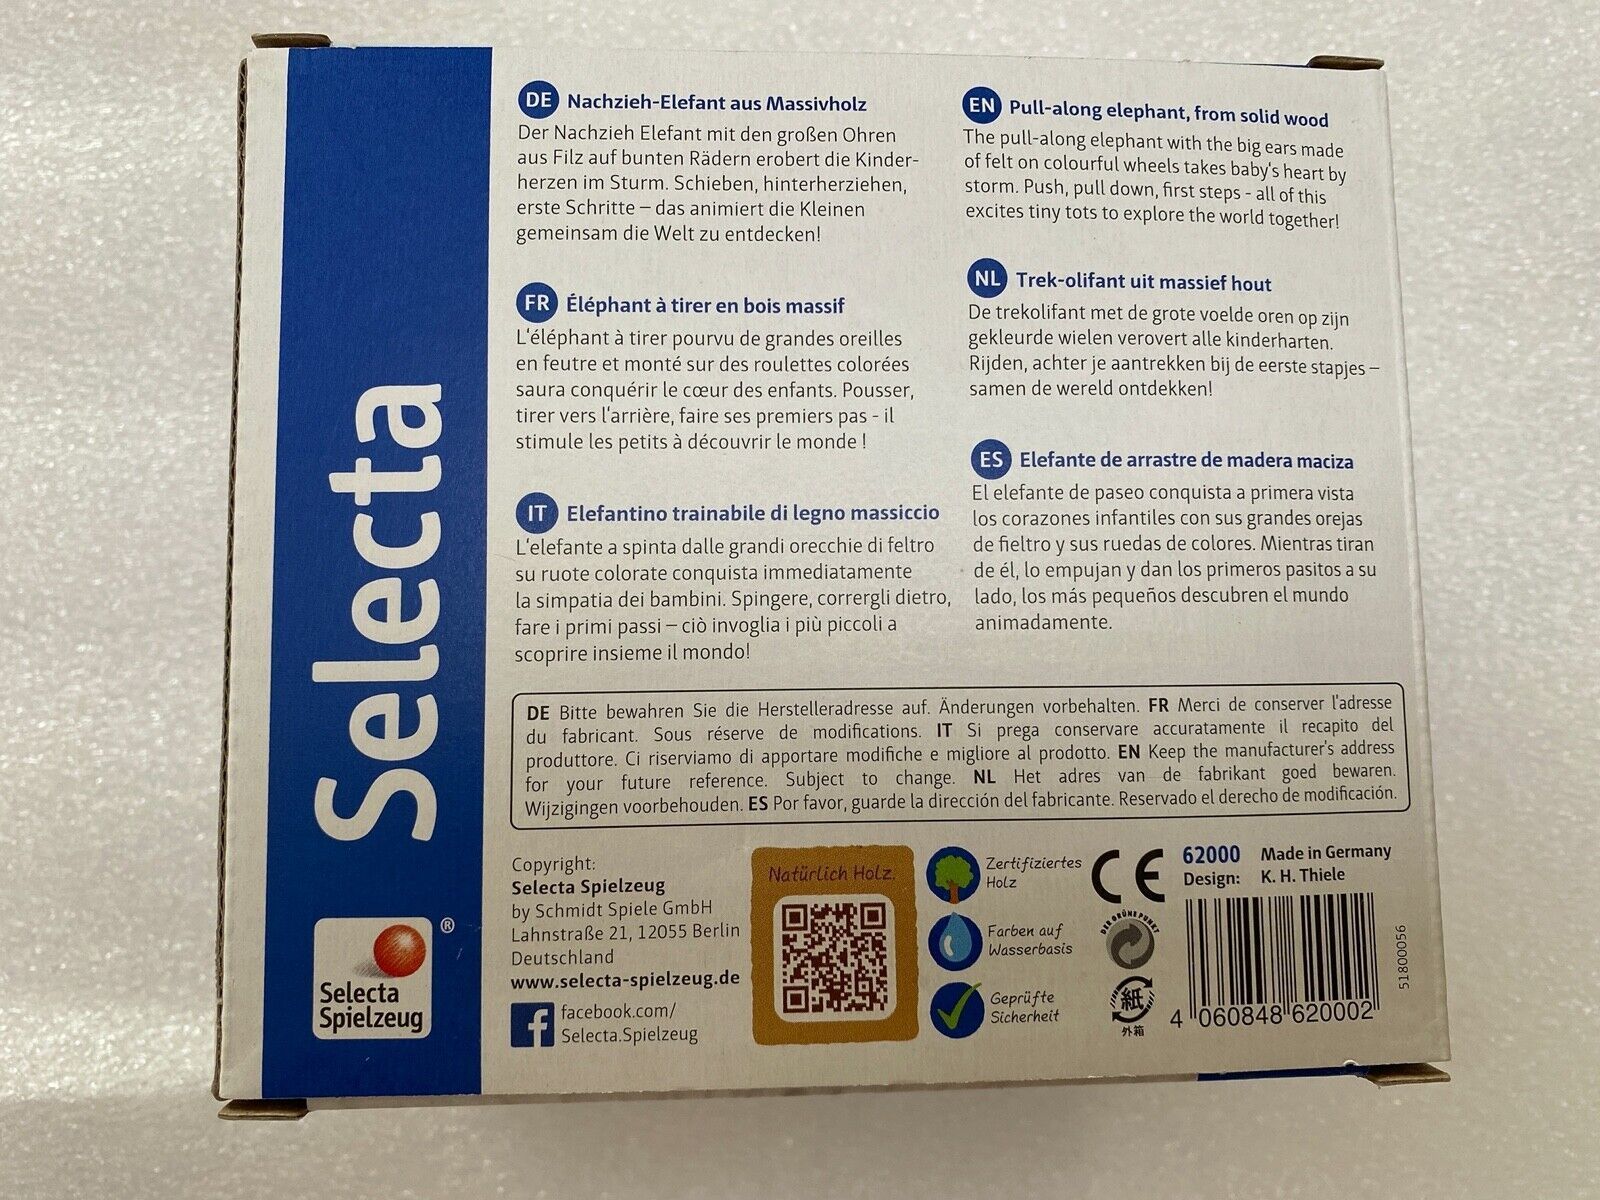 Selecta
Selecta
Spielzeug
®
DE Nachzieh-Elefant aus Massivholz
Der Nachzieh Elefant mit den großen Ohren
aus Filz auf bunten Rädern erobert die Kinder-
herzen im Sturm. Schieben, hinterherziehen,
erste Schritte – das animiert die Kleinen
gemeinsam die Welt zu entdecken!
FR Éléphant à tirer en bois massif
L'éléphant à tirer pourvu de grandes oreilles
en feutre et monté sur des roulettes colorées
saura conquérir le cœur des enfants. Pousser,
tirer vers l'arrière, faire ses premiers pas - il
stimule les petits à découvrir le monde !
IT Elefantino trainabile di legno massiccio
L'elefante a spinta dalle grandi orecchie di feltro
su ruote colorate conquista immediatamente
la simpatia dei bambini. Spingere, corrergli dietro,
fare i primi passi – ciò invoglia i più piccoli a
scoprire insieme il mondo!
EN Pull-along elephant, from solid wood
The pull-along elephant with the big ears made
of felt on colourful wheels takes baby's heart by
storm. Push, pull down, first steps - all of this
excites tiny tots to explore the world together!
NL Trek-olifant uit massief hout
De trekolifant met de grote voelde oren op zijn
gekleurde wielen verovert alle kinderharten.
Rijden, achter je aantrekken bij de eerste stapjes –
samen de wereld ontdekken!
ES Elefante de arrastre de madera maciza
El elefante de paseo conquista a primera vista
los corazones infantiles con sus grandes orejas
de fieltro y sus ruedas de colores. Mientras tiran
de él, lo empujan y dan los primeros pasitos a su
lado, los más pequeños descubren el mundo
animadamente.
DE Bitte bewahren Sie die Herstelleradresse auf. Änderungen vorbehalten. FR Merci de conserver l'adresse
du fabricant. Sous réserve de modifications. IT Si prega conservare accuratamente il recapito del
produttore. Ci riserviamo di apportare modifiche e migliorie al prodotto. EN Keep the manufacturer's address
for your future reference. Subject to change. NL Het adres van de fabrikant goed bewaren.
Wijzigingen voorbehouden. ES Por favor, guarde la dirección del fabricante. Reservado el derecho de modificación.
Copyright:
Selecta Spielzeug
by Schmidt Spiele GmbH
Lahnstraße 21, 12055 Berlin
Deutschland
www.selecta-spielzeug.de
facebook.com/
Selecta.Spielzeug
Natürlich Holz.
Zertifiziertes
Holz
Farben auf
Wasserbasis
Geprüfte
Sicherheit
CE
DER GRÜNE PUNKT
紙
外箱
62000 Made in Germany
Design: K. H. Thiele
4 060848 620002
51800056